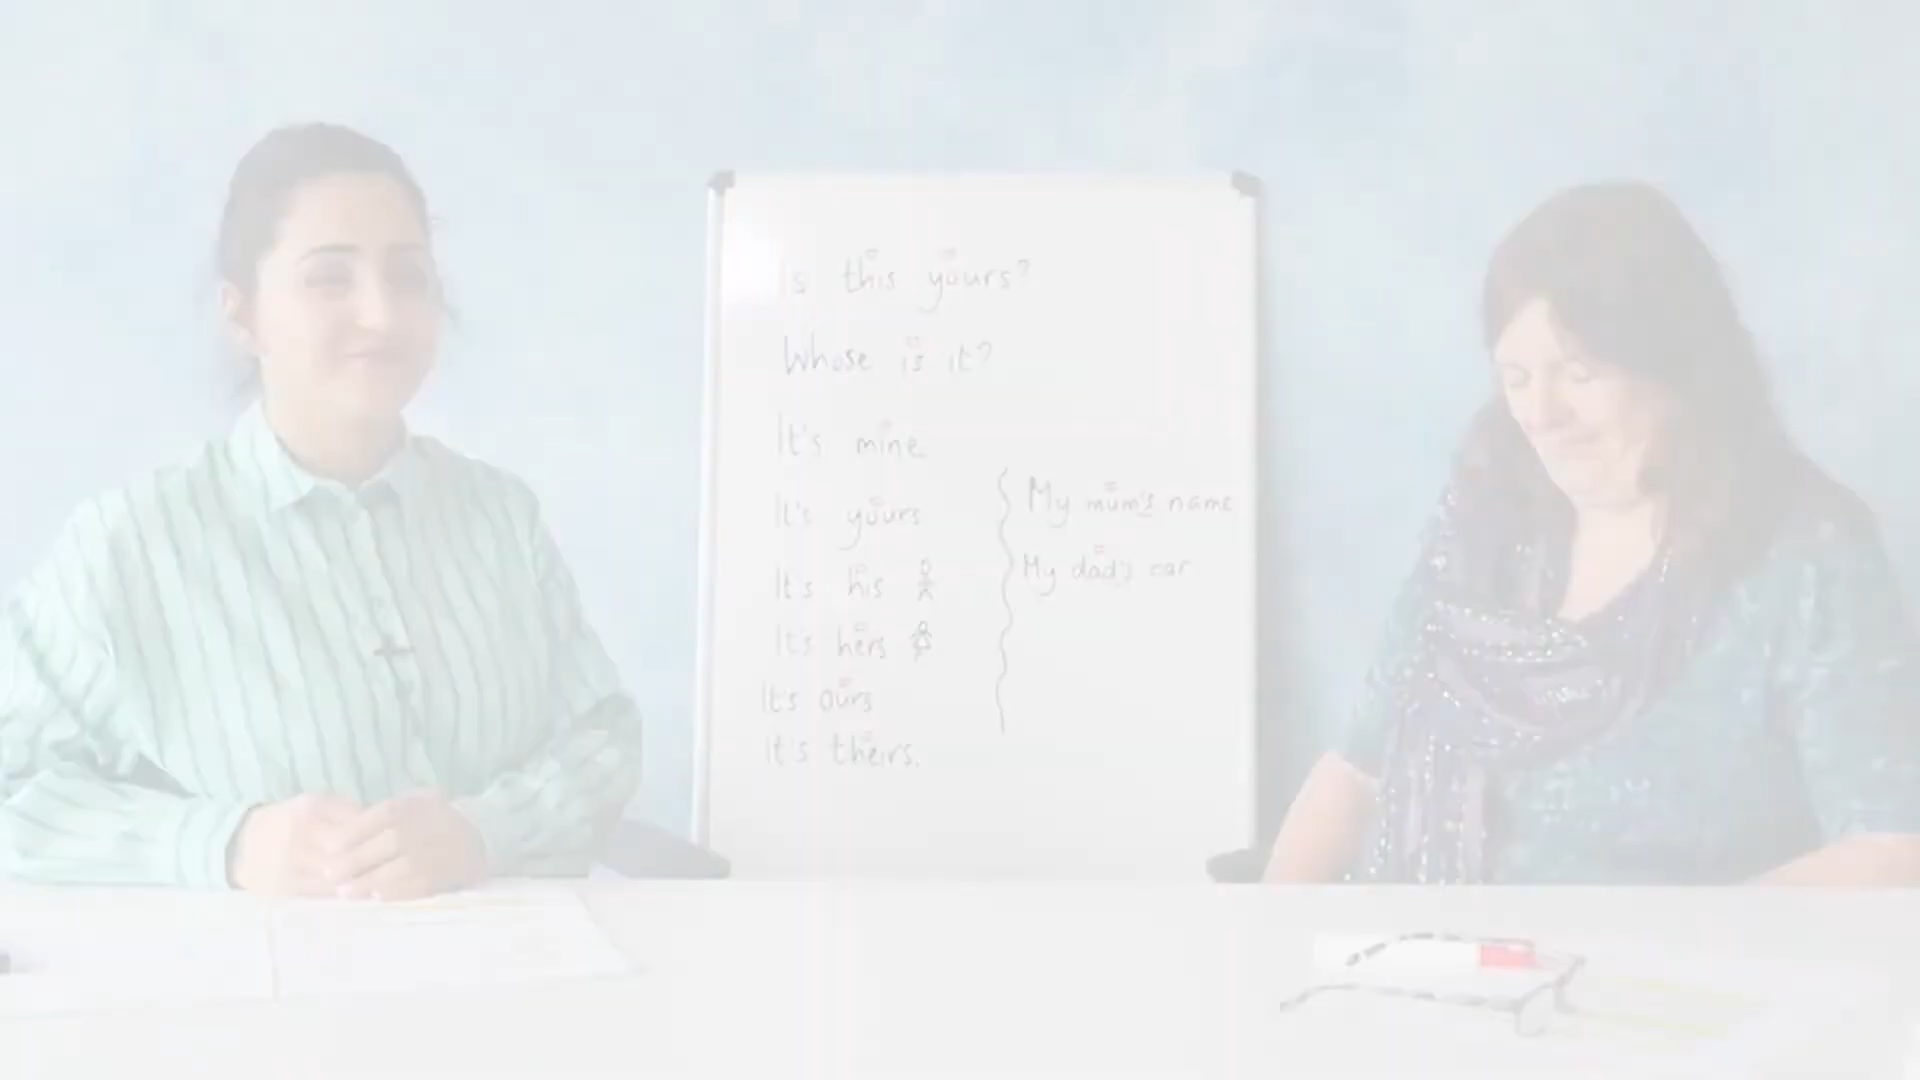 Is this yours?
Whose is it?
It's mine.
It's yours
It's his
It's hers
It's ours
It's theirs.
My mum's name
My dad's car